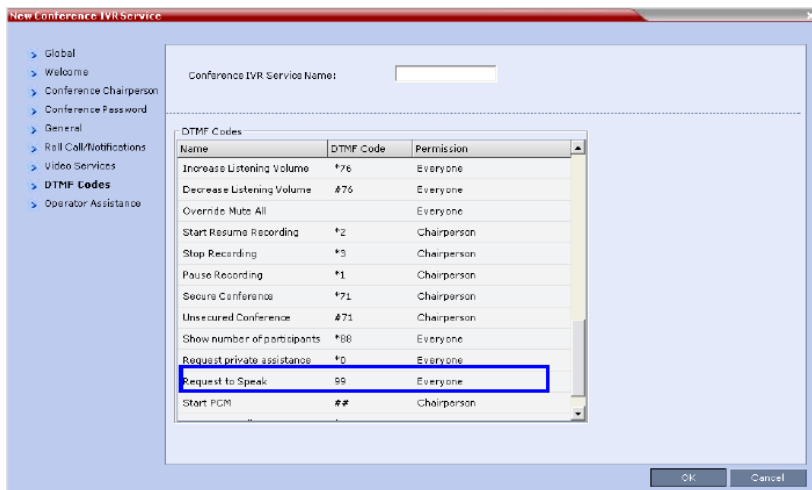 New Conference IVR Service
Global
Welcome
Conference Chairperson
Conference Password
General
Roll Call/Notifications
Video Services
DTMF Codes
Operator Assistance
Conference IVR Service Name:
DTMF Codes
Name DTMF Code Permission
Increase Listening Volume *76 Everyone
Decrease Listening Volume #76 Everyone
Override Mute All Everyone
Start Resume Recording *2 Chairperson
Stop Recording *3 Chairperson
Pause Recording *1 Chairperson
Secure Conference *71 Chairperson
Unsecured Conference #71 Chairperson
Show number of participants *88 Everyone
Request private assistance *0 Everyone
Request to Speak 99 Everyone
Start PCM ## Chairperson
OK Cancel